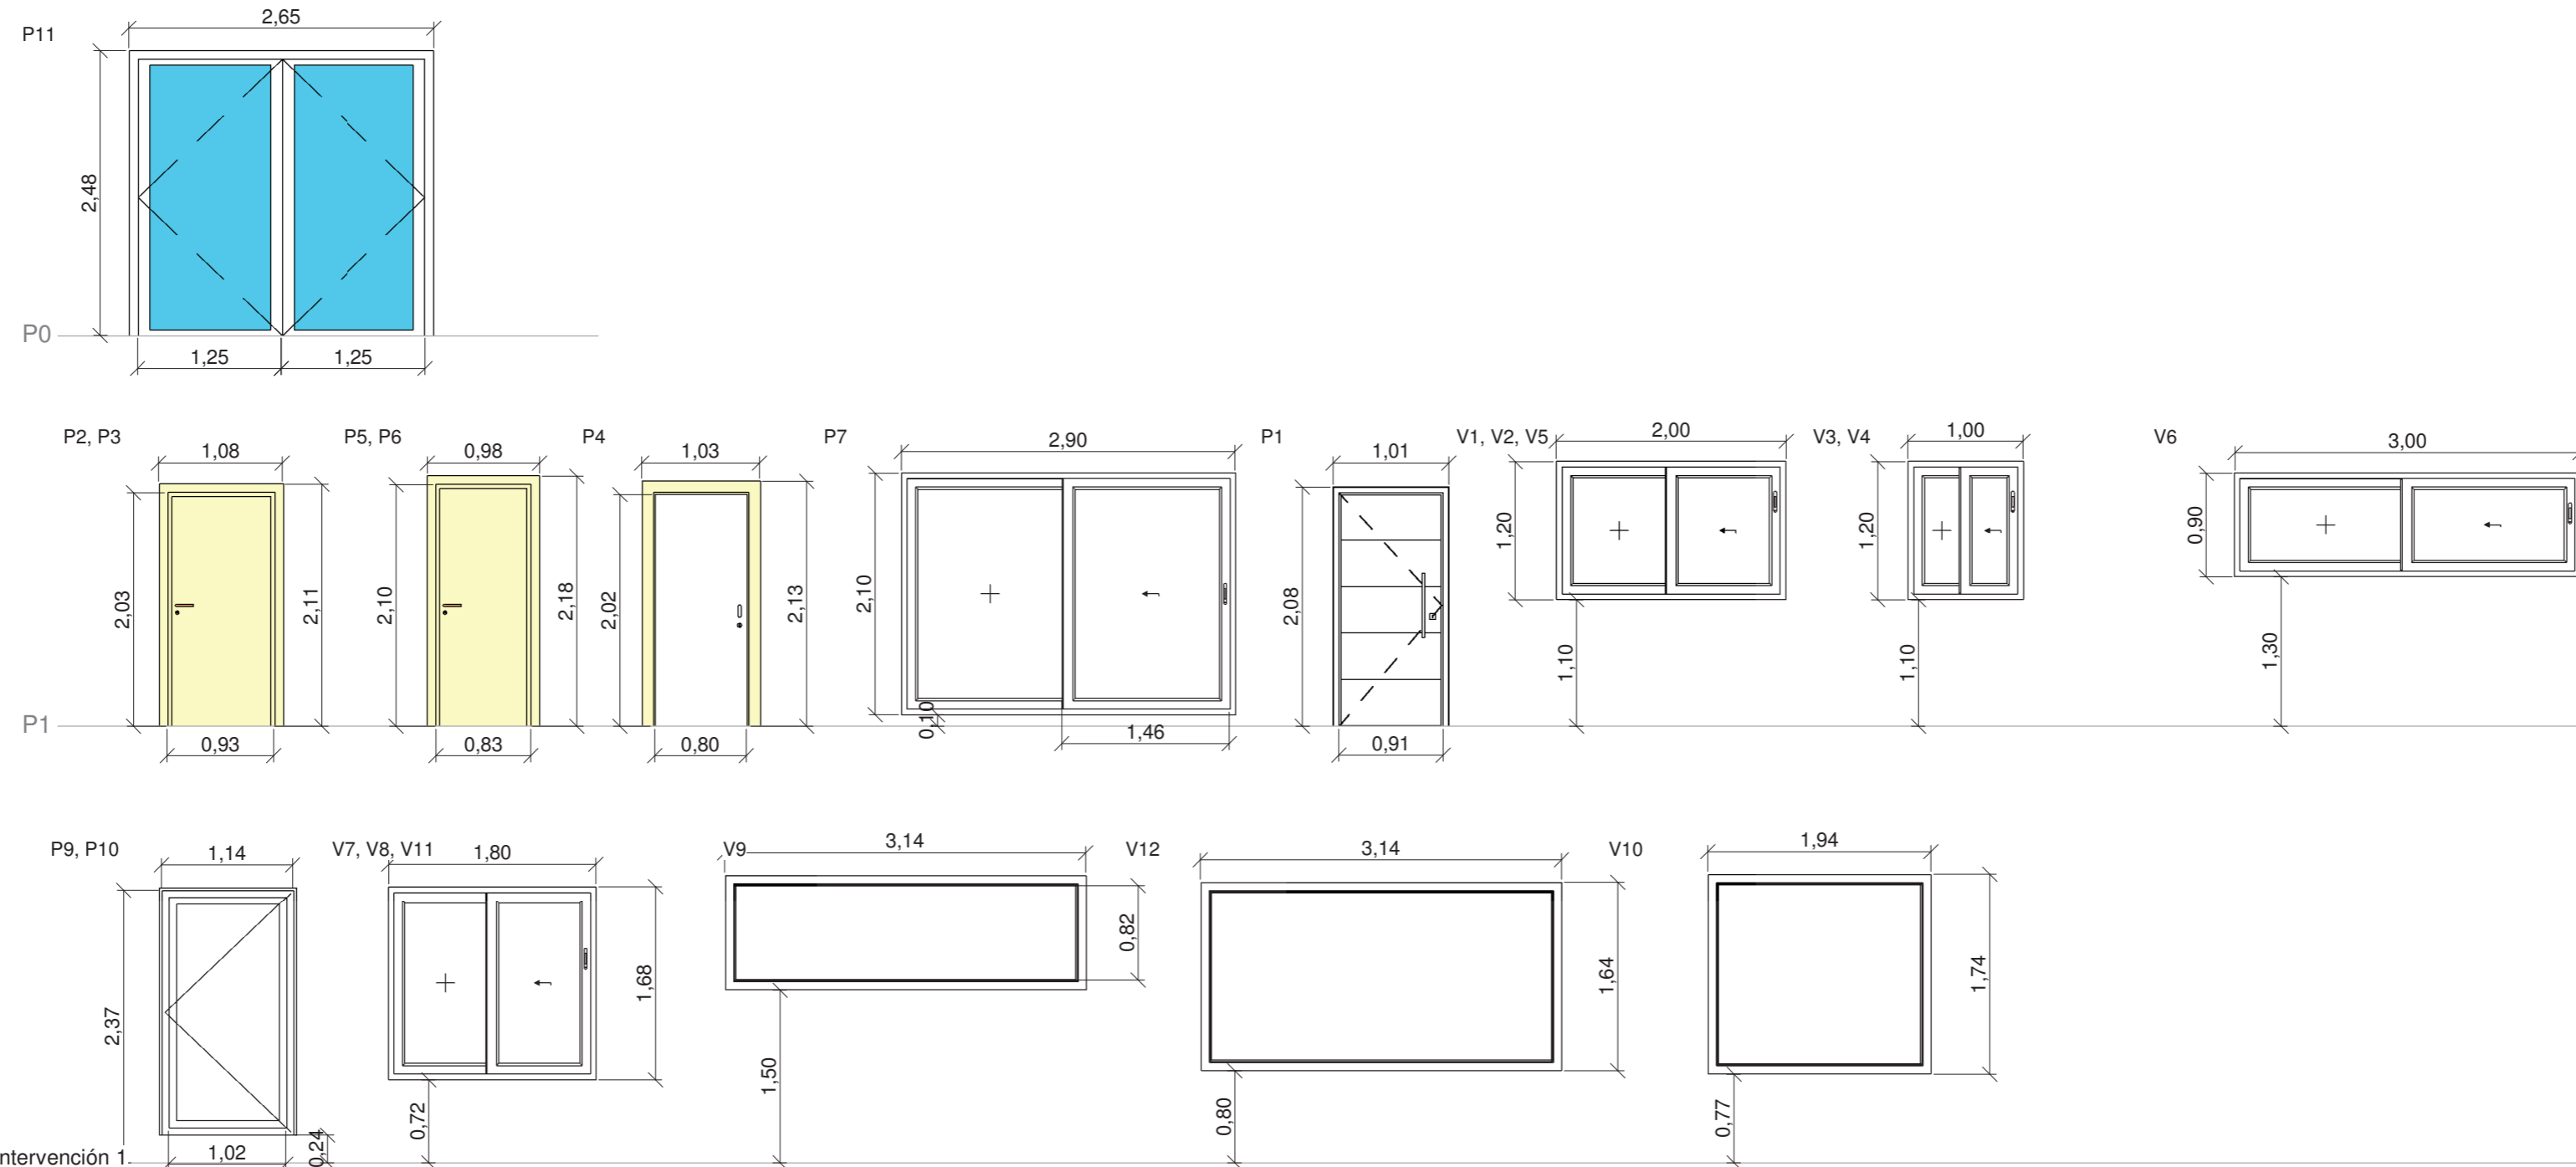 2,65
P11
2,48
P0
1,25 1,25
P2, P3 1,08 2,03 2,11 0,93
P5, P6 0,98 2,10 2,18 0,83
P4 1,03 2,02 2,13 0,80
P7 2,90 2,10 0,10 1,46
P1 1,01 2,08 0,91
V1, V2, V5 2,00 1,20 1,10
V3, V4 1,00 1,20 1,10
V6 3,00 0,90 1,30
P1
P9, P10 1,14 2,37 0,24 1,02
V7, V8, V11 1,80 1,68 0,72
V9 3,14 0,82 1,50
V12 3,14 1,64 0,80
V10 1,94 1,74 0,77
ntervención 1